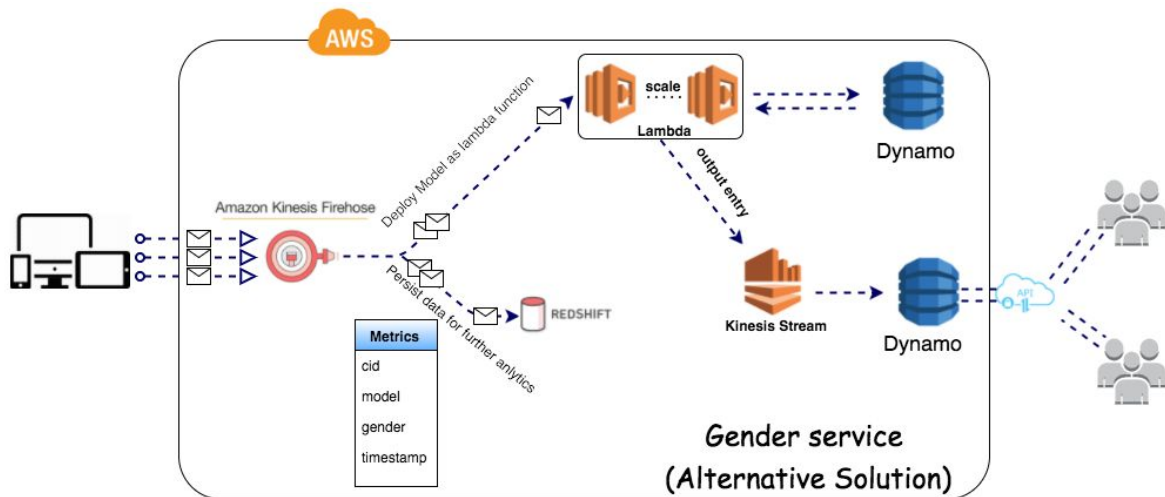 AWS
Deploy Model as lambda function
scale
Lambda
Dynamo
output entry
Amazon Kinesis Firehose
Persist data for further anlytics
REDSHIFT
Kinesis Stream
Dynamo
API
Metrics
cid
model
gender
timestamp
Gender service
(Alternative Solution)